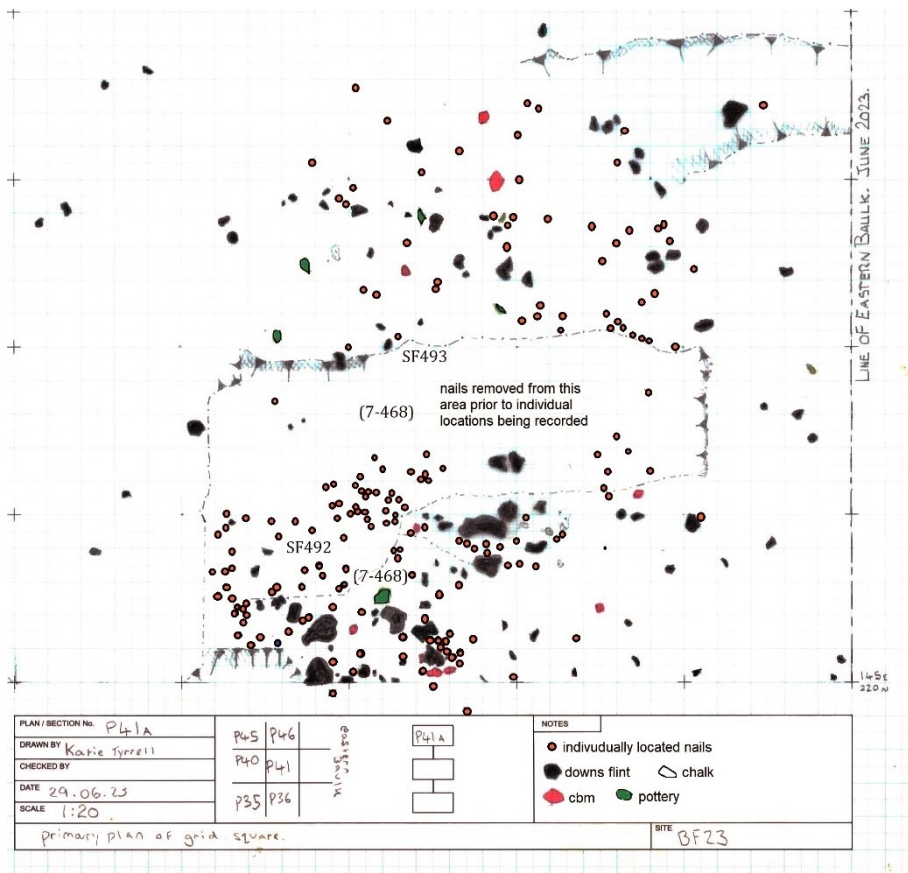 LINE OF EASTERN BAULK. JUNE 2023.
SF493
(7-468)
nails removed from this
area prior to individual
locations being recorded
SF492
(7-468)
145E
220N
PLAN / SECTION No. P41A
DRAWN BY Katie Tyrrell
CHECKED BY
DATE 29.06.23
SCALE 1:20
P45 P46
P40 P41
P35 P36
eastern baulk
P41A
NOTES
indivudually located nails
downs flint chalk
cbm pottery
primary plan of grid square.
SITE BF23